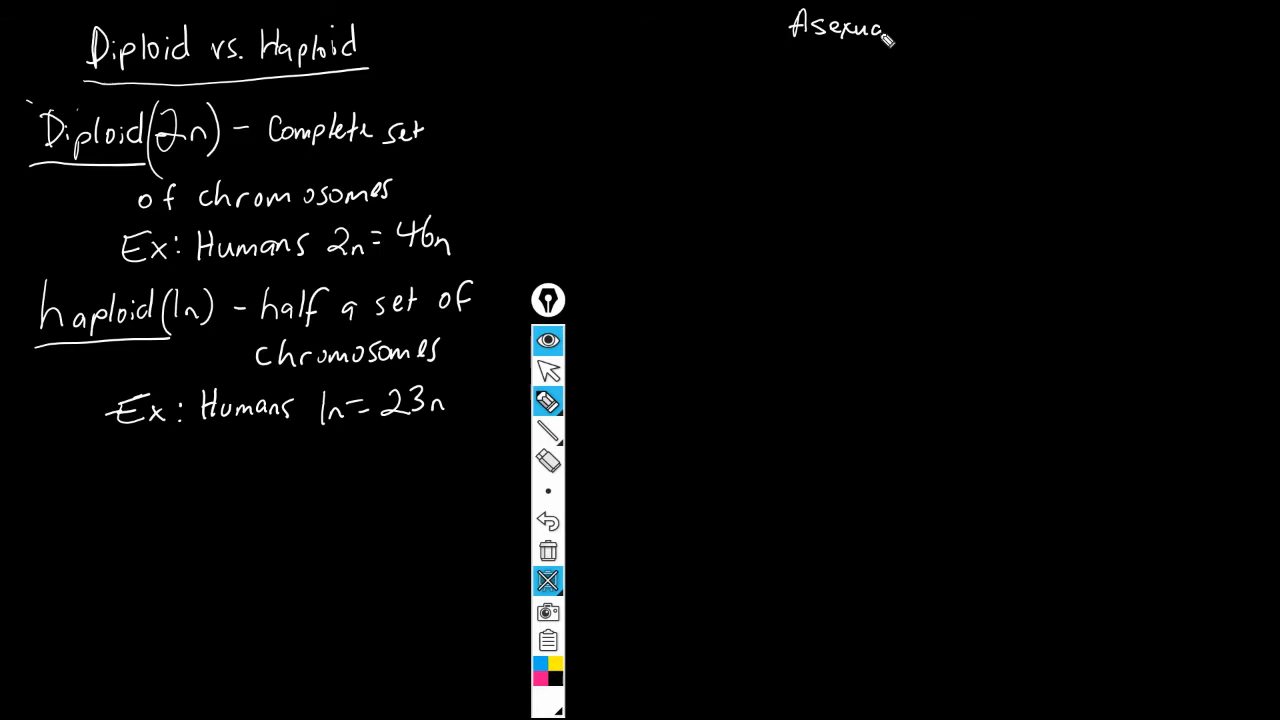 Diploid vs. Haploid
Diploid (2n) - Complete set
of chromosomes
Ex: Humans 2n = 46n
haploid (1n) - half a set of
chromosomes
Ex: Humans 1n = 23n
Asexua